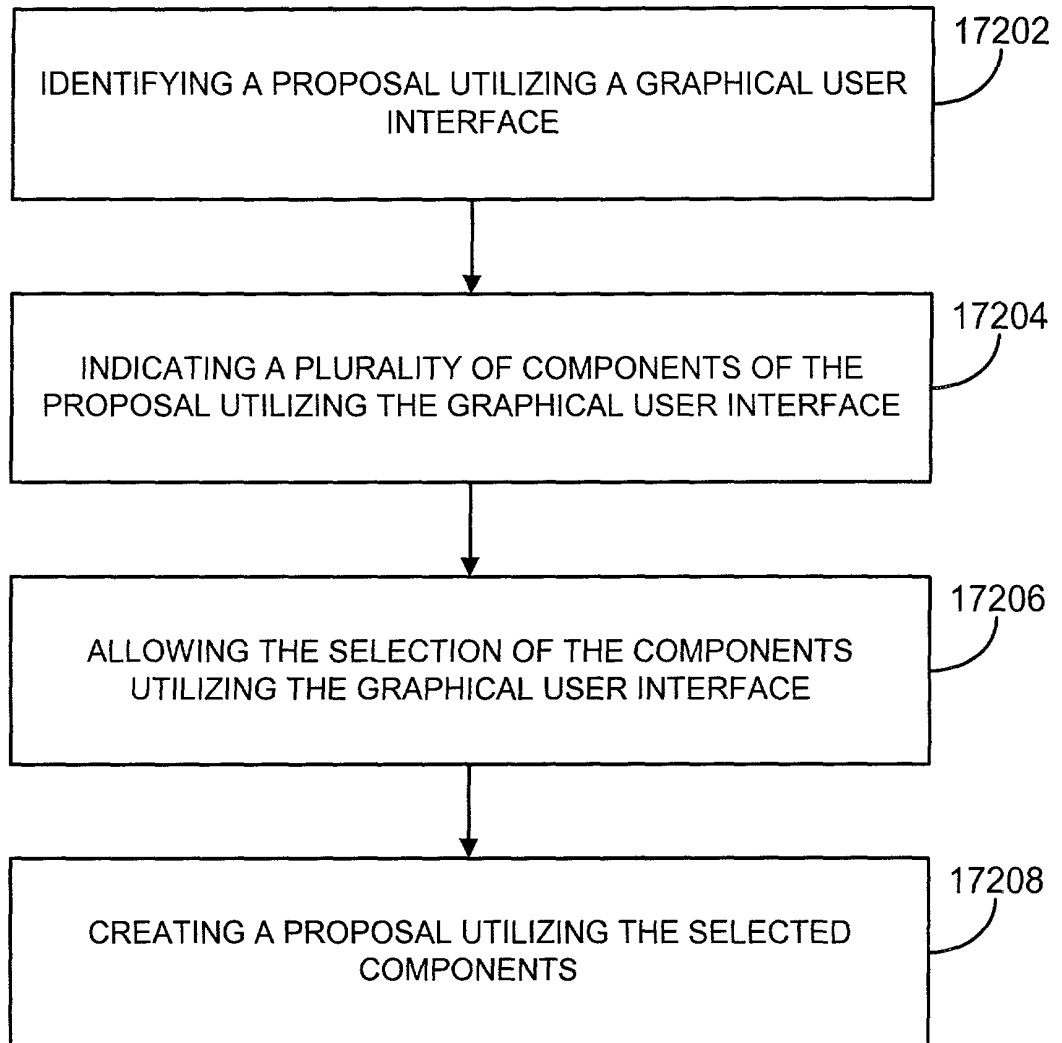 17202
IDENTIFYING A PROPOSAL UTILIZING A GRAPHICAL USER
INTERFACE
17204
INDICATING A PLURALITY OF COMPONENTS OF THE
PROPOSAL UTILIZING THE GRAPHICAL USER INTERFACE
17206
ALLOWING THE SELECTION OF THE COMPONENTS
UTILIZING THE GRAPHICAL USER INTERFACE
17208
CREATING A PROPOSAL UTILIZING THE SELECTED
COMPONENTS